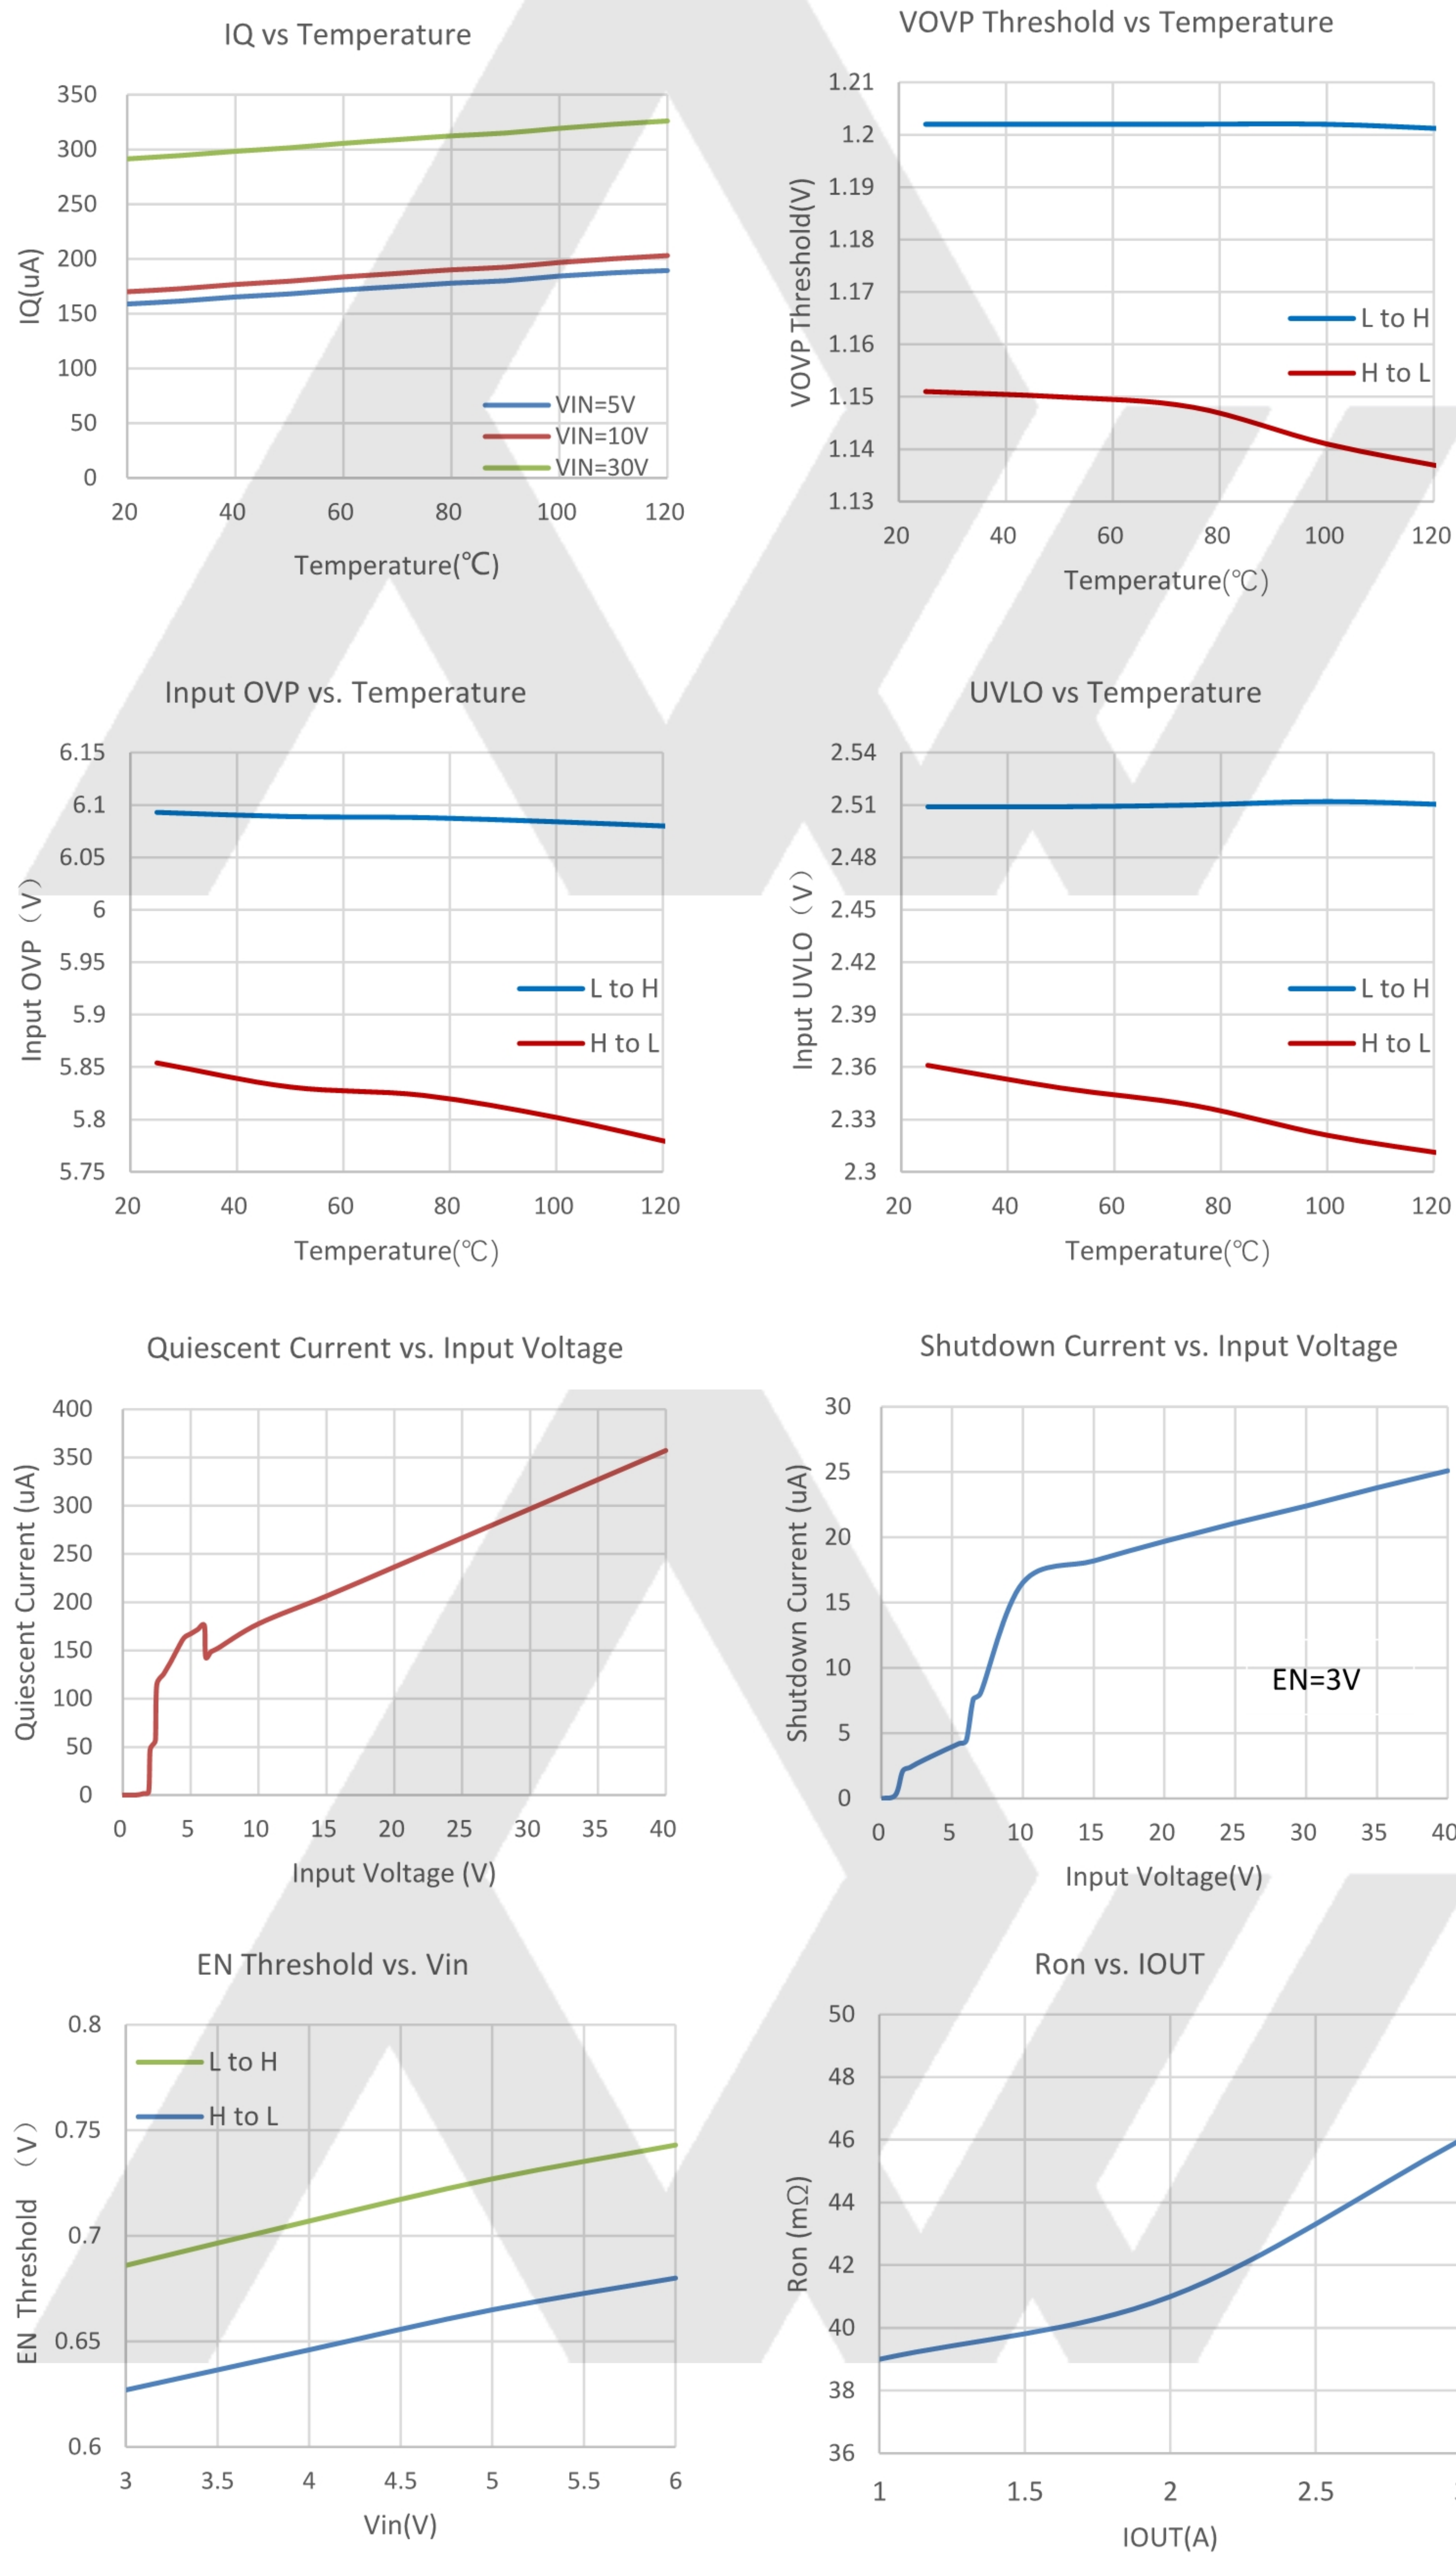 IQ vs Temperature
350
300
250
200
150
100
50
0
IQ(uA)
VIN=5V
VIN=10V
VIN=30V
20 40 60 80 100 120
Temperature(℃)
VOVP Threshold vs Temperature
1.21
1.2
1.19
1.18
1.17
1.16
1.15
1.14
1.13
VOVP Threshold(V)
L to H
H to L
20 40 60 80 100 120
Temperature(℃)
Input OVP vs. Temperature
6.15
6.1
6.05
6
5.95
5.9
5.85
5.8
5.75
Input OVP（V）
L to H
H to L
20 40 60 80 100 120
Temperature(℃)
UVLO vs Temperature
2.54
2.51
2.48
2.45
2.42
2.39
2.36
2.33
2.3
Input UVLO（V）
L to H
H to L
20 40 60 80 100 120
Temperature(℃)
Quiescent Current vs. Input Voltage
400
350
300
250
200
150
100
50
0
Quiescent Current (uA)
0 5 10 15 20 25 30 35 40
Input Voltage (V)
Shutdown Current vs. Input Voltage
30
25
20
15
10
5
0
Shutdown Current (uA)
EN=3V
0 5 10 15 20 25 30 35 40
Input Voltage(V)
EN Threshold vs. Vin
0.8
0.75
0.7
0.65
0.6
EN Threshold （V）
L to H
H to L
3 3.5 4 4.5 5 5.5 6
Vin(V)
Ron vs. IOUT
50
48
46
44
42
40
38
36
Ron (mΩ)
1 1.5 2 2.5
IOUT(A)